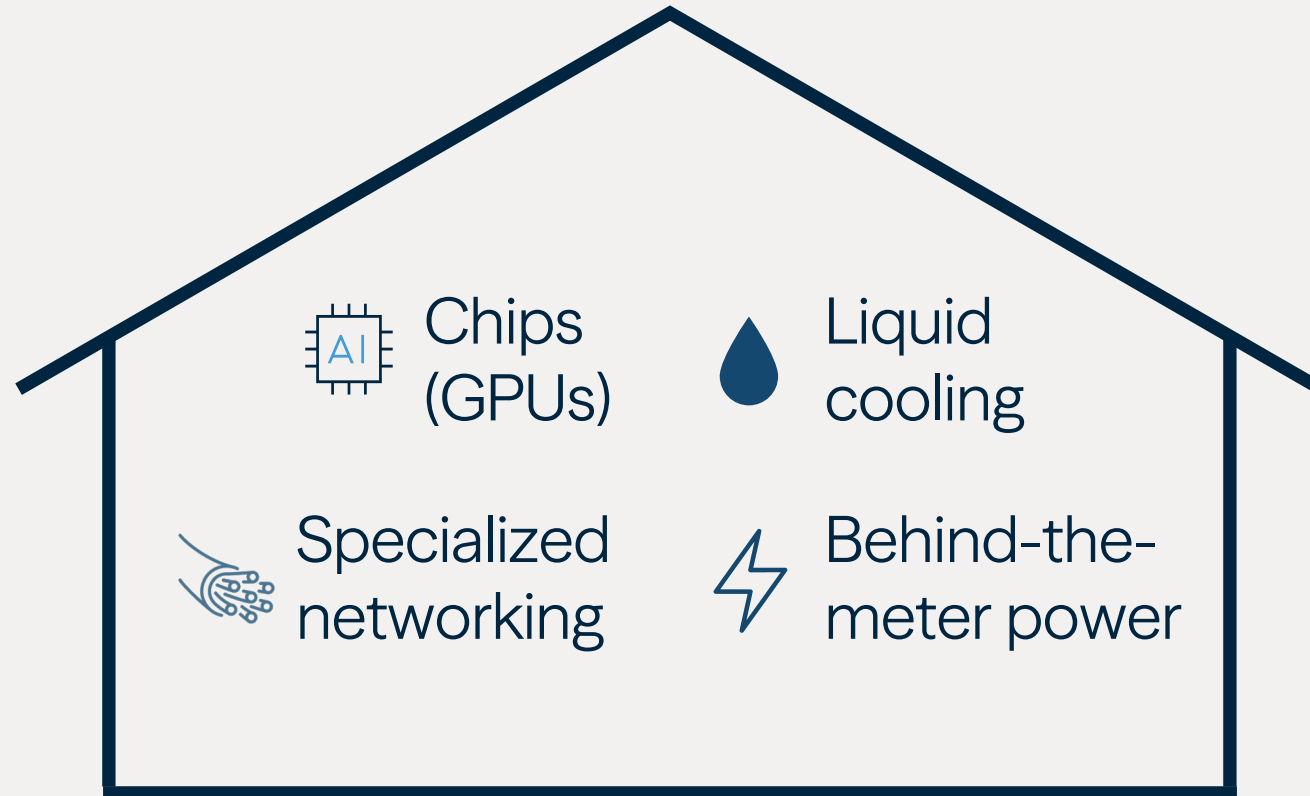 AI
Chips
(GPUs)
Liquid
cooling
Specialized
networking
Behind-the-
meter power